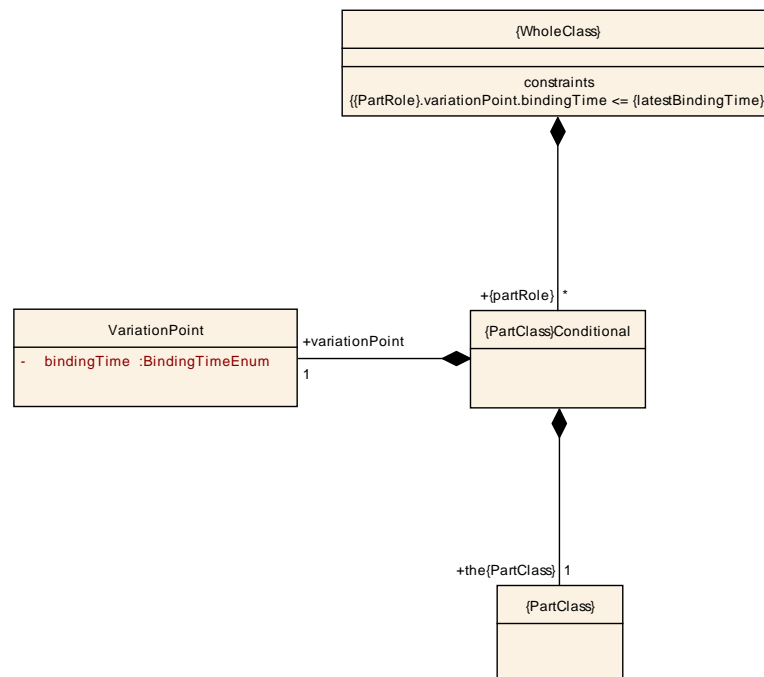 {WholeClass}
constraints
{{PartRole}.variationPoint.bindingTime <= {latestBindingTime}
+{partRole} *
VariationPoint
- bindingTime :BindingTimeEnum
+variationPoint
1
{PartClass}Conditional
+the{PartClass} 1
{PartClass}